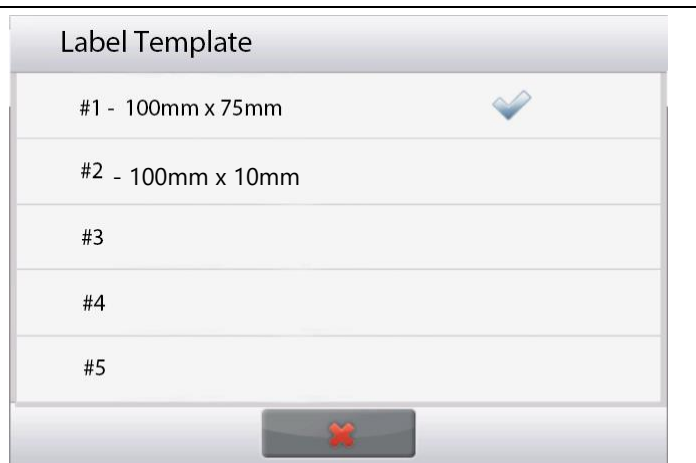 Label Template
#1 - 100mm x 75mm
#2 - 100mm x 10mm
#3
#4
#5